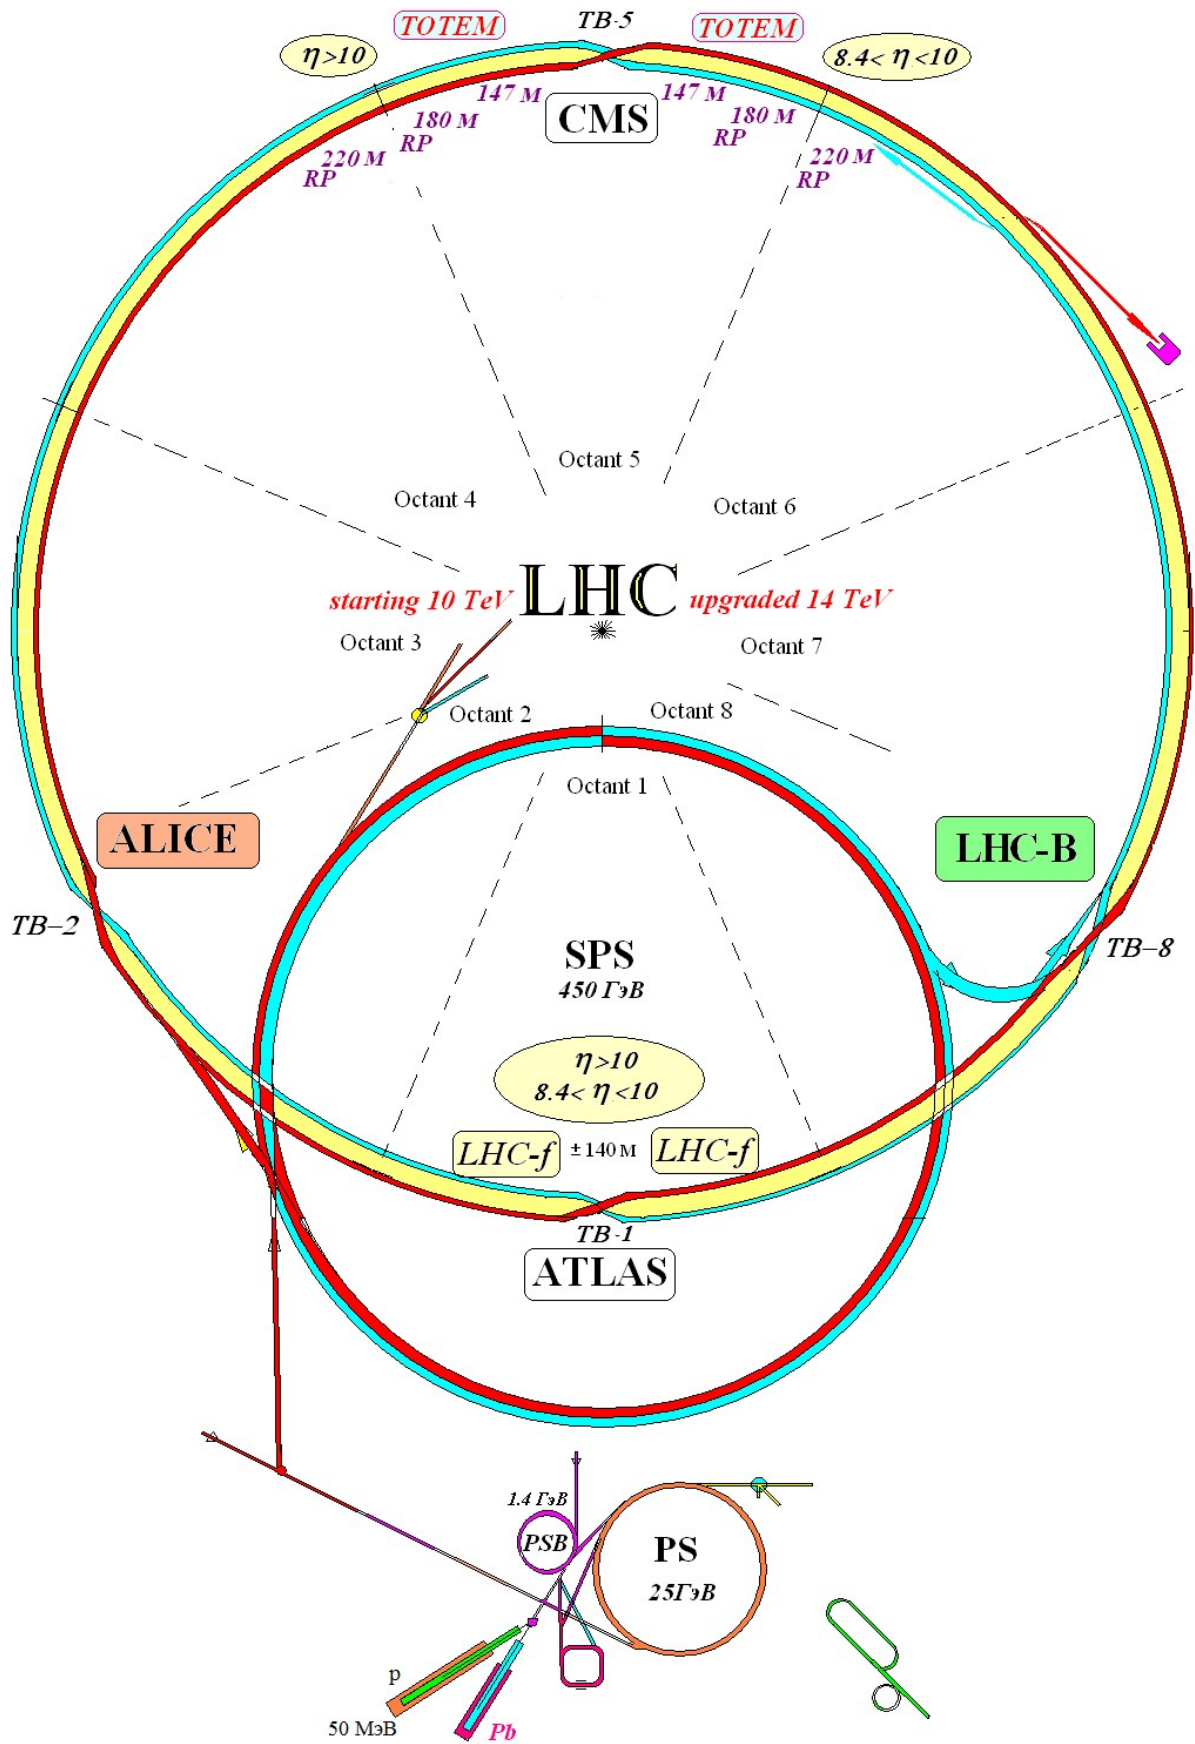 TB-5
TOTEM
TOTEM
η>10
8.4< η <10
147 М
147 М
CMS
180 М
RP
180 М
RP
220 М
RP
220 М
RP
Octant 5
Octant 4
Octant 6
LHC
starting 10 TeV
upgraded 14 TeV
Octant 3
Octant 7
Octant 2
Octant 8
Octant 1
ALICE
LHC-B
TB–2
TB–8
SPS
450 ГэВ
η>10
8.4< η <10
LHC-f
± 140 м
LHC-f
TB-1
ATLAS
1.4 ГэВ
PSB
PS
25ГэВ
p
50 МэВ
Pb